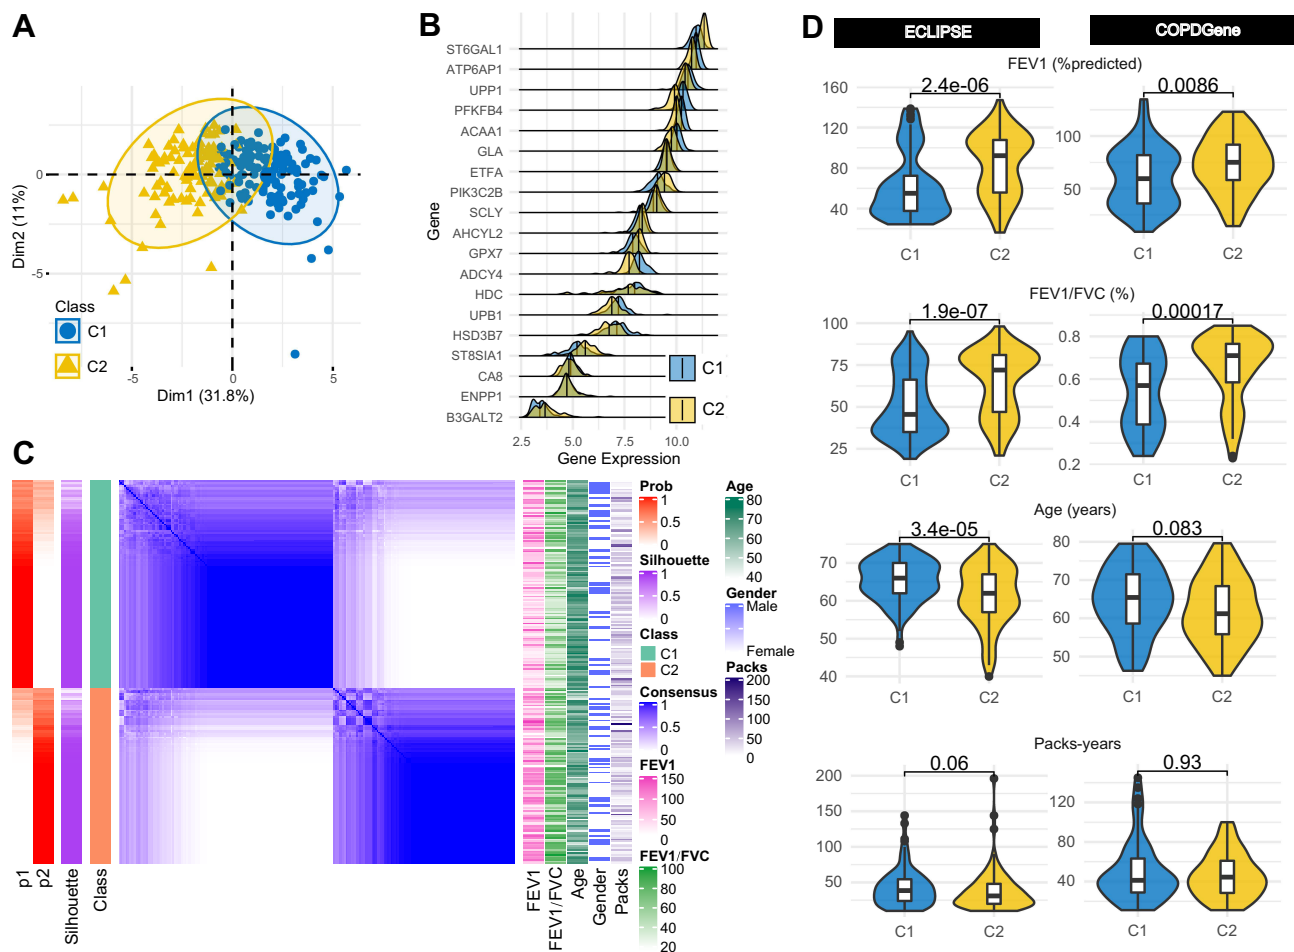 A
0
-5
Dim2 (11%)
Class
C1
C2
-5
0
5
Dim1 (31.8%)
B
Gene
ST6GAL1
ATP6AP1
UPP1
PFKFB4
ACAA1
GLA
ETFA
PIK3C2B
SCLY
AHCYL2
GPX7
ADCY4
HDC
UPB1
HSD3B7
ST8SIA1
CA8
ENPP1
B3GALT2
C1
C2
2.5 5.0 7.5 10.0
Gene Expression
C
p1
p2
Silhouette
Class
FEV1
FEV1/FVC
Age
Gender
Packs
Prob
1
0.5
0
Silhouette
1
0.5
0
Class
C1
C2
Consensus
1
0.5
0
FEV1
150
100
50
0
FEV1/FVC
100
80
60
40
20
Age
80
70
60
50
40
Gender
Male
Female
Packs
200
150
100
50
0
D
ECLIPSE
COPDGene
FEV1 (%predicted)
160
120
80
40
2.4e-06
C1
C2
100
50
0.0086
C1
C2
FEV1/FVC (%)
100
75
50
25
1.9e-07
C1
C2
0.8
0.6
0.4
0.2
0.00017
C1
C2
Age (years)
70
60
50
40
3.4e-05
C1
C2
80
70
60
50
0.083
C1
C2
Packs-years
200
150
100
50
0.06
C1
C2
120
80
40
0.93
C1
C2